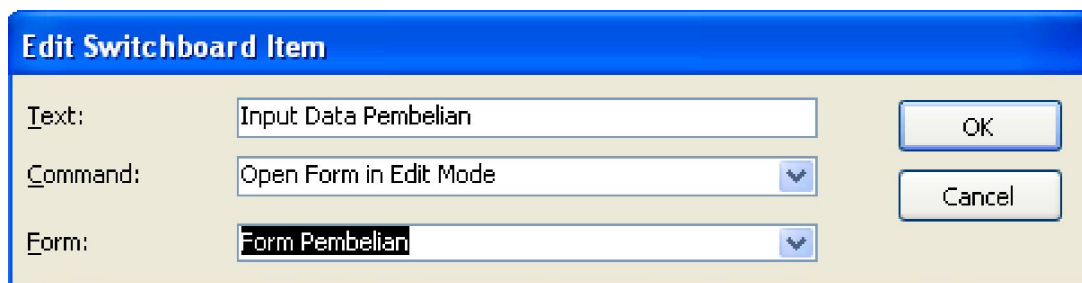 Edit Switchboard Item
Text: Input Data Pembelian OK
Command: Open Form in Edit Mode Cancel
Form: Form Pembelian